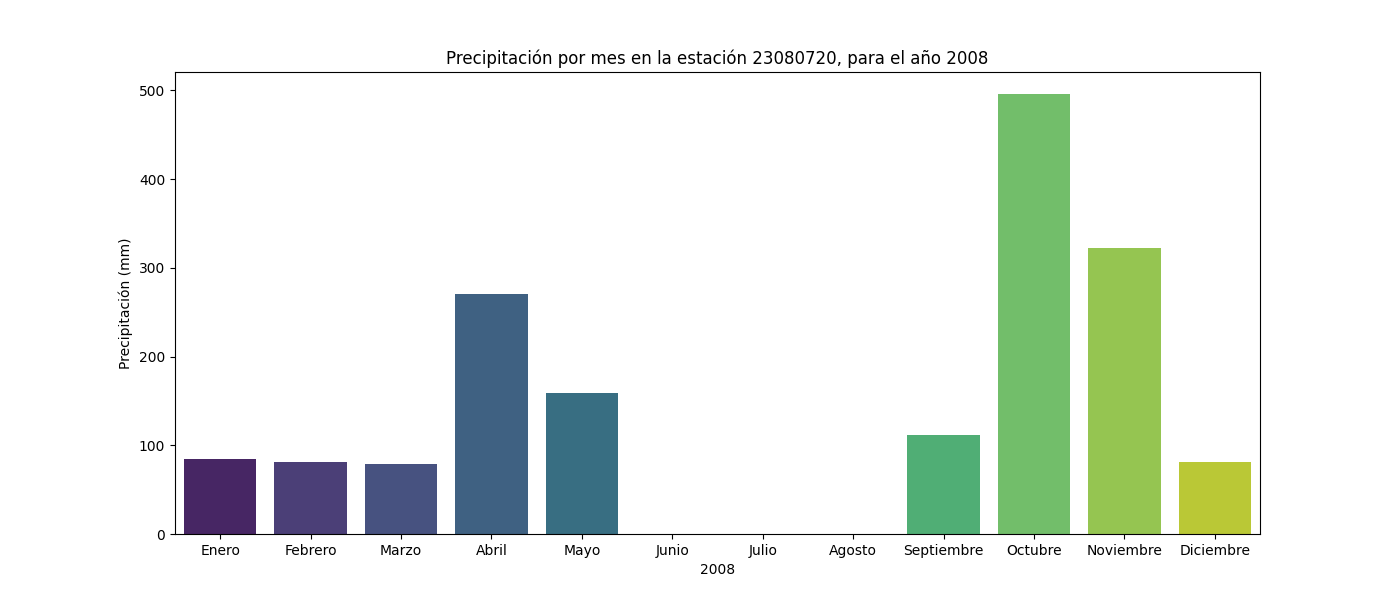 Precipitación por mes en la estación 23080720, para el año 2008
Precipitación (mm)
500
400
300
200
100
0
Enero Febrero Marzo Abril Mayo Junio Julio Agosto Septiembre Octubre Noviembre Diciembre
2008